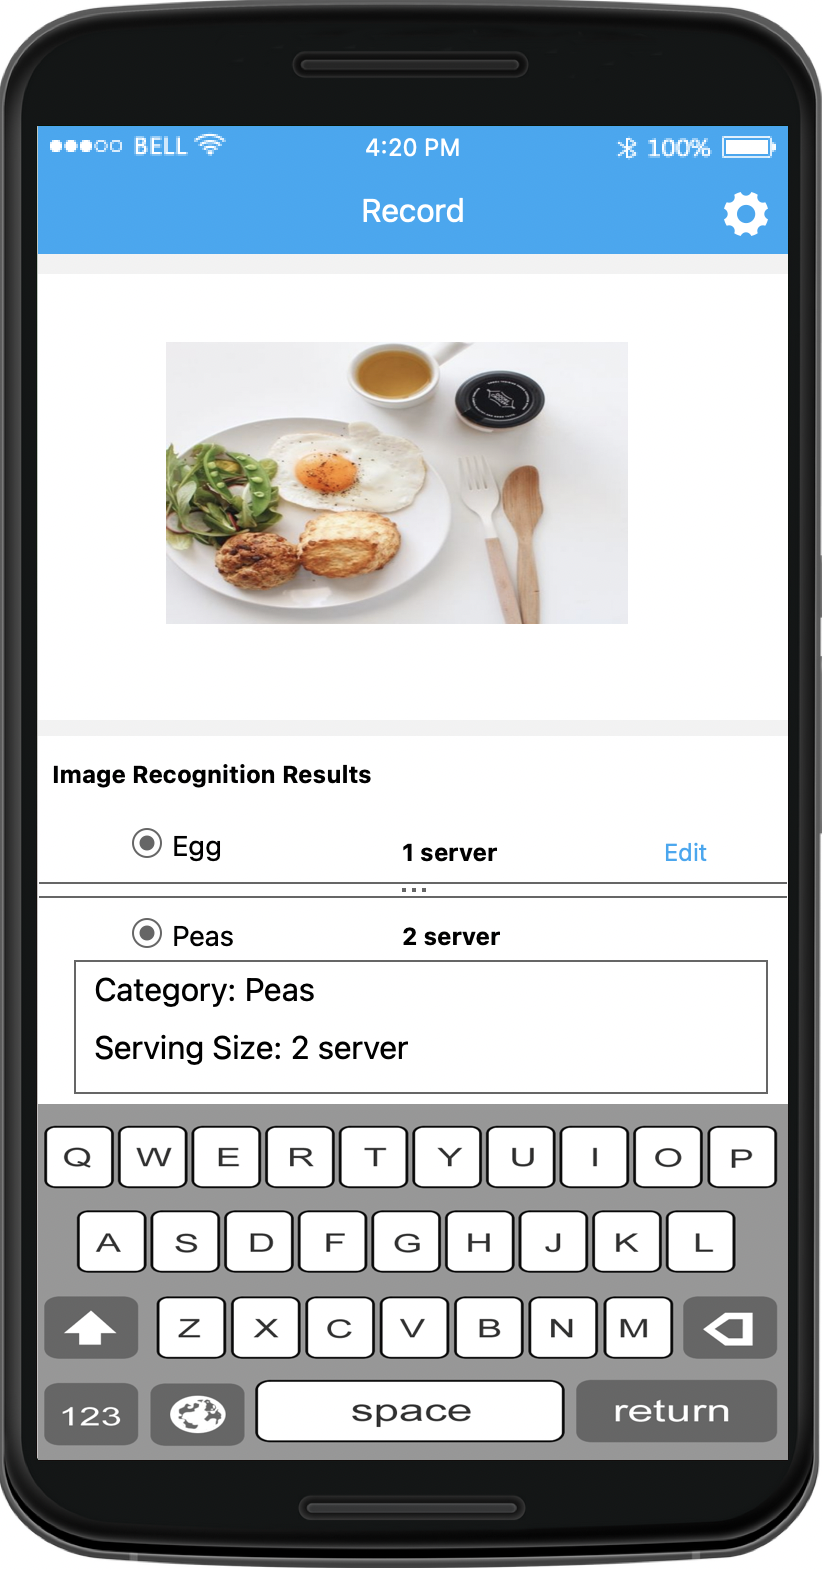 BELL 4:20 PM 100%
Record
Image Recognition Results
Egg 1 server Edit
Peas 2 server
Category: Peas
Serving Size: 2 server
Q W E R T Y U I O P
A S D F G H J K L
Z X C V B N M
123 space return